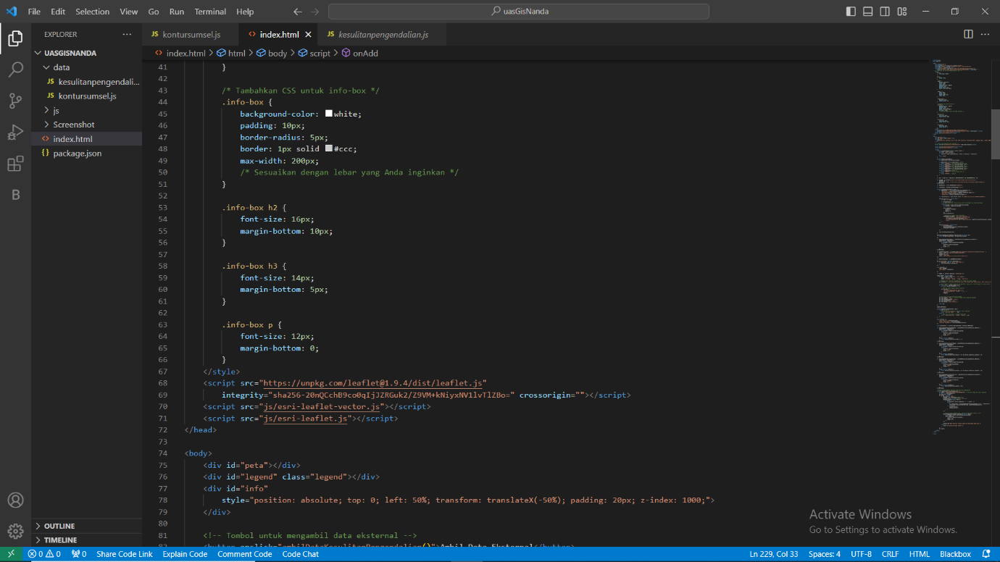 File Edit Selection View Go Run Terminal Help
uasGisNanda
EXPLORER
UASGISNANDA
data
JS kesulitanpengendali...
JS kontursumsel.js
js
Screenshot
<> index.html
{} package.json
OUTLINE
TIMELINE
JS kontursumsel.js
<> index.html
JS kesulitanpengendalian.js
<> index.html > html > body > script > onAdd
41 }
42
43 /* Tambahkan CSS untuk info-box */
44 .info-box {
45 background-color: white;
46 padding: 10px;
47 border-radius: 5px;
48 border: 1px solid #ccc;
49 max-width: 200px;
50 /* Sesuaikan dengan lebar yang Anda inginkan */
51 }
52
53 .info-box h2 {
54 font-size: 16px;
55 margin-bottom: 10px;
56 }
57
58 .info-box h3 {
59 font-size: 14px;
60 margin-bottom: 5px;
61 }
62
63 .info-box p {
64 font-size: 12px;
65 margin-bottom: 0;
66 }
67 </style>
68 <script src="https://unpkg.com/leaflet@1.9.4/dist/leaflet.js"
69 integrity="sha256-20nQCchB9co0qIjJZRGuk2/Z9VM+kNiyxNV1lvTlZBo=" crossorigin=""></script>
70 <script src="js/esri-leaflet-vector.js"></script>
71 <script src="js/esri-leaflet.js"></script>
72 </head>
73
74 <body>
75 <div id="peta"></div>
76 <div id="legend" class="legend"></div>
77 <div id="info"
78 style="position: absolute; top: 0; left: 50%; transform: translateX(-50%); padding: 20px; z-index: 1000;">
79 </div>
80
81 <!-- Tombol untuk mengambil data eksternal -->
82 <button onclick="ambilDataKesulitanPengendalian()">Ambil Data Eksternal</button>
Activate Windows
Go to Settings to activate Windows.
0 0 0 Share Code Link Explain Code Comment Code Code Chat Ln 229, Col 33 Spaces: 4 UTF-8 CRLF HTML Blackbox